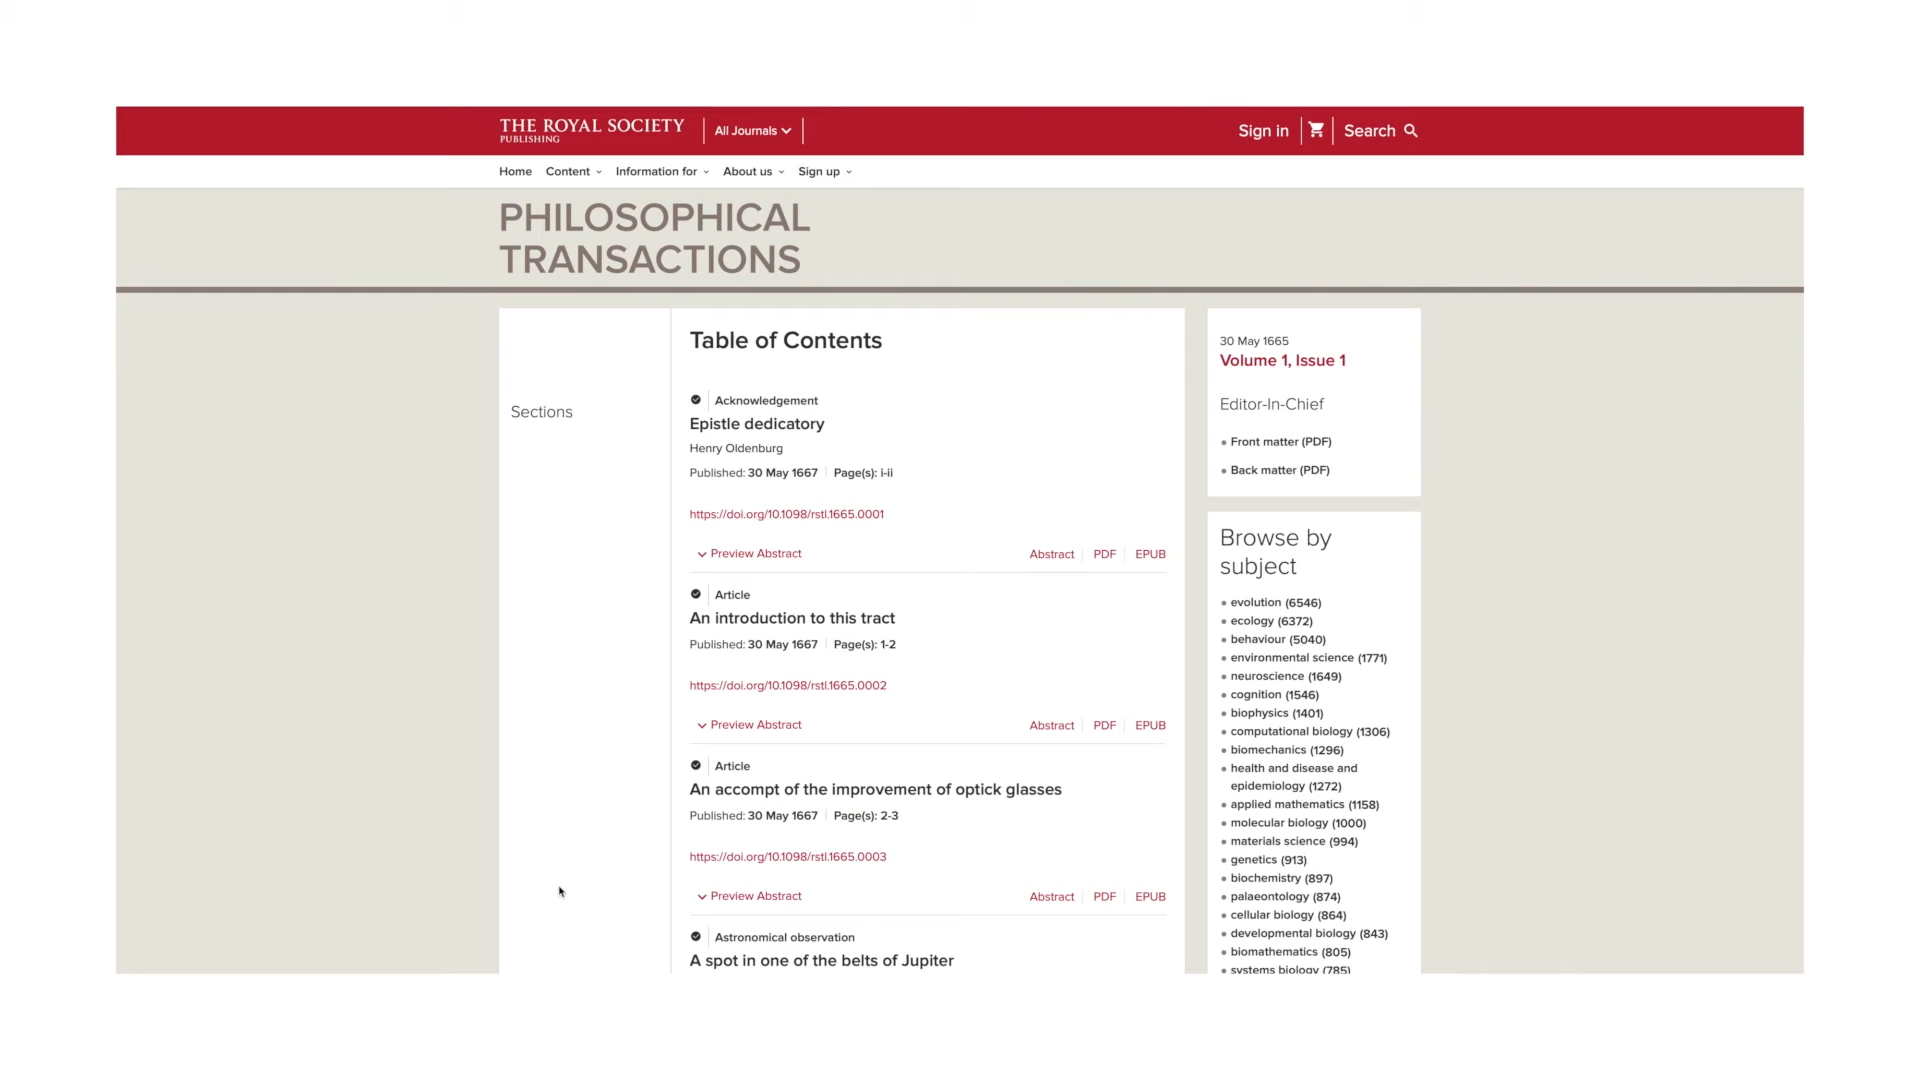 THE ROYAL SOCIETY
PUBLISHING
All Journals
Sign in
Search
Home
Content
Information for
About us
Sign up
PHILOSOPHICAL
TRANSACTIONS
Sections
Table of Contents
Acknowledgement
Epistle dedicatory
Henry Oldenburg
Published: 30 May 1667
Page(s): i-ii
https://doi.org/10.1098/rstl.1665.0001
Preview Abstract
Abstract
PDF
EPUB
Article
An introduction to this tract
Published: 30 May 1667
Page(s): 1-2
https://doi.org/10.1098/rstl.1665.0002
Preview Abstract
Abstract
PDF
EPUB
Article
An accompt of the improvement of optick glasses
Published: 30 May 1667
Page(s): 2-3
https://doi.org/10.1098/rstl.1665.0003
Preview Abstract
Abstract
PDF
EPUB
Astronomical observation
A spot in one of the belts of Jupiter
30 May 1665
Volume 1, Issue 1
Editor-In-Chief
Front matter (PDF)
Back matter (PDF)
Browse by
subject
evolution (6546)
ecology (6372)
behaviour (5040)
environmental science (1771)
neuroscience (1649)
cognition (1546)
biophysics (1401)
computational biology (1306)
biomechanics (1296)
health and disease and
epidemiology (1272)
applied mathematics (1158)
molecular biology (1000)
materials science (994)
genetics (913)
biochemistry (897)
palaeontology (874)
cellular biology (864)
developmental biology (843)
biomathematics (805)
systems biology (785)